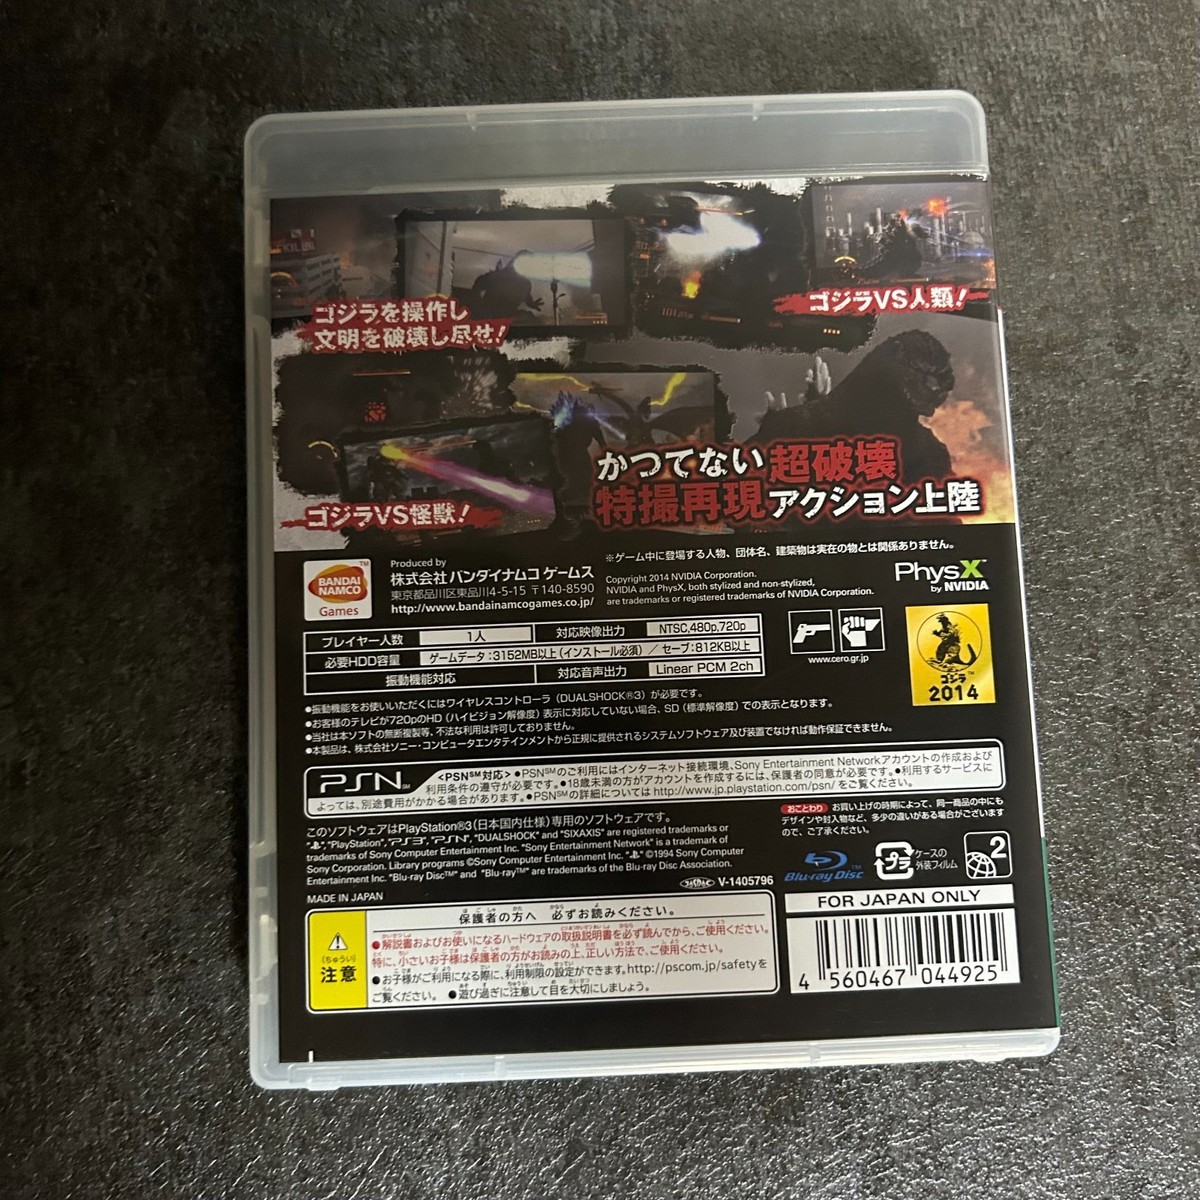 ゴジラを操作し
文明を破壊し尽せ!
ゴジラVS人類!
ゴジラVS怪獣!
かつてない超破壊
特撮再現アクション上陸
※ゲーム中に登場する人物、団体名、建築物は実在の物とは関係ありません。
BANDAI
NAMCO
Games
Produced by
株式会社バンダイナムコゲームス
東京都品川区東品川4-5-15 〒140-8590
http://www.bandainamcogames.co.jp/
Copyright 2014 NVIDIA Corporation.
NVIDIA and PhysX, both stylized and non-stylized,
are trademarks or registered trademarks of NVIDIA Corporation.
PhysX
by NVIDIA
プレイヤー人数 1人 対応映像出力 NTSC,480p,720p
必要HDD容量 ゲームデータ:3152MB以上(インストール必須) / セーブ:812KB以上
振動機能対応 対応音声出力 Linear PCM 2ch
www.cero.gr.jp
ゴジラ™
2014
●振動機能をお使いいただくにはワイヤレスコントローラ(DUALSHOCK®3)が必要です。
●お客様のテレビが720pのHD(ハイビジョン解像度)表示に対応していない場合、SD(標準解像度)での表示となります。
●当社は本ソフトの無断複製等、不法な利用は許可しておりません。
●本製品は、株式会社ソニー・コンピュータエンタテインメントから正規に提供されるシステムソフトウェア及び装置でなければ動作保証できません。
PSN℠ <PSN℠対応> ●PSN℠のご利用にはインターネット接続環境、Sony Entertainment Networkアカウントの作成および
利用条件の遵守が必要です。●18歳未満の方がアカウントを作成するには、保護者の同意が必要です。●利用するサービスに
よっては、別途費用がかかる場合があります。●PSN℠の詳細については http://www.jp.playstation.com/psn/ をご覧ください。
このソフトウェアはPlayStation®3(日本国内仕様)専用のソフトウェアです。
" ", "PlayStation", "PS3", "PSN", "DUALSHOCK" and "SIXAXIS" are registered trademarks or
trademarks of Sony Computer Entertainment Inc. "Sony Entertainment Network" is a trademark of
Sony Corporation. Library programs ©Sony Computer Entertainment Inc. " " ©1994 Sony Computer
Entertainment Inc. "Blu-ray Disc™" and "Blu-ray™" are trademarks of the Blu-ray Disc Association.
MADE IN JAPAN
V-1405796
おことわり お買い上げの時期によって、同一商品の中にも
デザインや封入物など、多少の違いがある場合がございます
ので、ご了承ください。
Blu-ray Disc™
プラ
ケースの
外装フィルム
2
注意
(ちゅうい)
保護者の方へ 必ずお読みください。
●解説書およびお使いになるハードウェアの取扱説明書を必ず読んでから、ご使用ください。
特に、小さいお子様は保護者の方がお読みの上、正しい方法で、ご使用ください。
●お子様がご利用になる際に、利用制限の設定ができます。http://pscom.jp/safetyを
ご覧ください。 ●遊び過ぎに注意して目を大切にしましょう。
FOR JAPAN ONLY
4 560467 044925